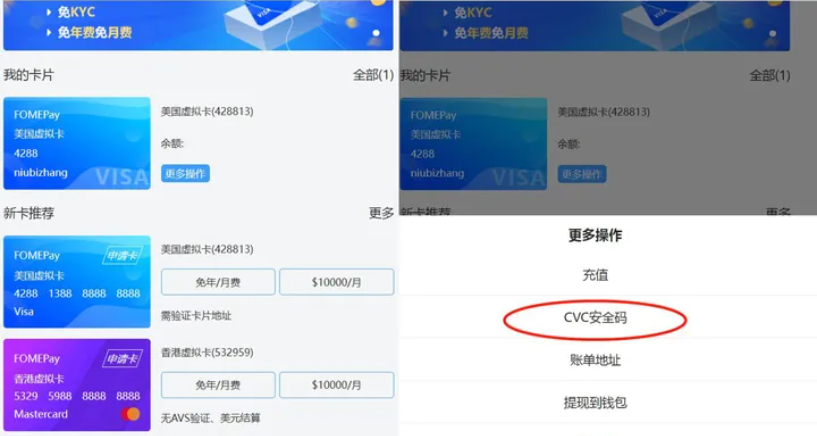 免KYC
免年费免月费
我的卡片
全部(1)
FOMEPay
美国虚拟卡
4288
niubizhang
VISA
美国虚拟卡(428813)
余额:
更多操作
新卡推荐
更多
FOMEPay
申请卡
美国虚拟卡
4288 1388 8888 8888
Visa
美国虚拟卡(428813)
免年/月费
$10000/月
需验证卡片地址
FOMEPay
申请卡
香港虚拟卡
5329 5988 8888 8888
Mastercard
香港虚拟卡(532959)
免年/月费
$10000/月
无AVS验证、美元结算
免KYC
免年费免月费
我的卡片
全部(1)
FOMEPay
美国虚拟卡
4288
niubizhang
VISA
美国虚拟卡(428813)
余额:
更多操作
新卡推荐
更多
更多操作
充值
CVC安全码
账单地址
提现到钱包